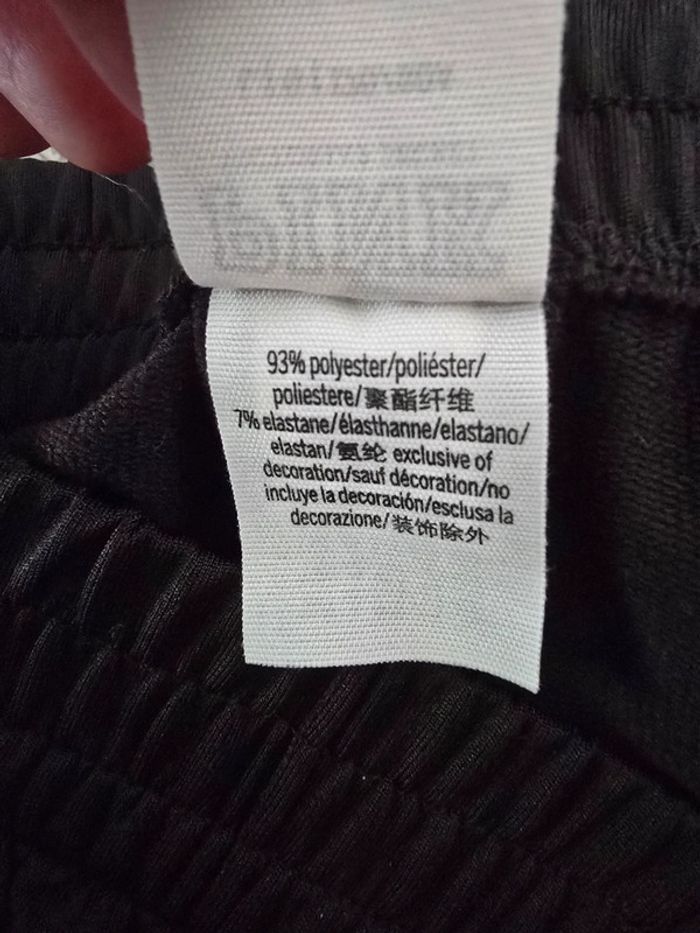 93% polyester/poliéster/
poliestere/聚酯纤维
7% elastane/élasthanne/elastano/
elastan/氨纶 exclusive of
decoration/sauf décoration/no
incluye la decoración/esclusa la
decorazione/装饰除外